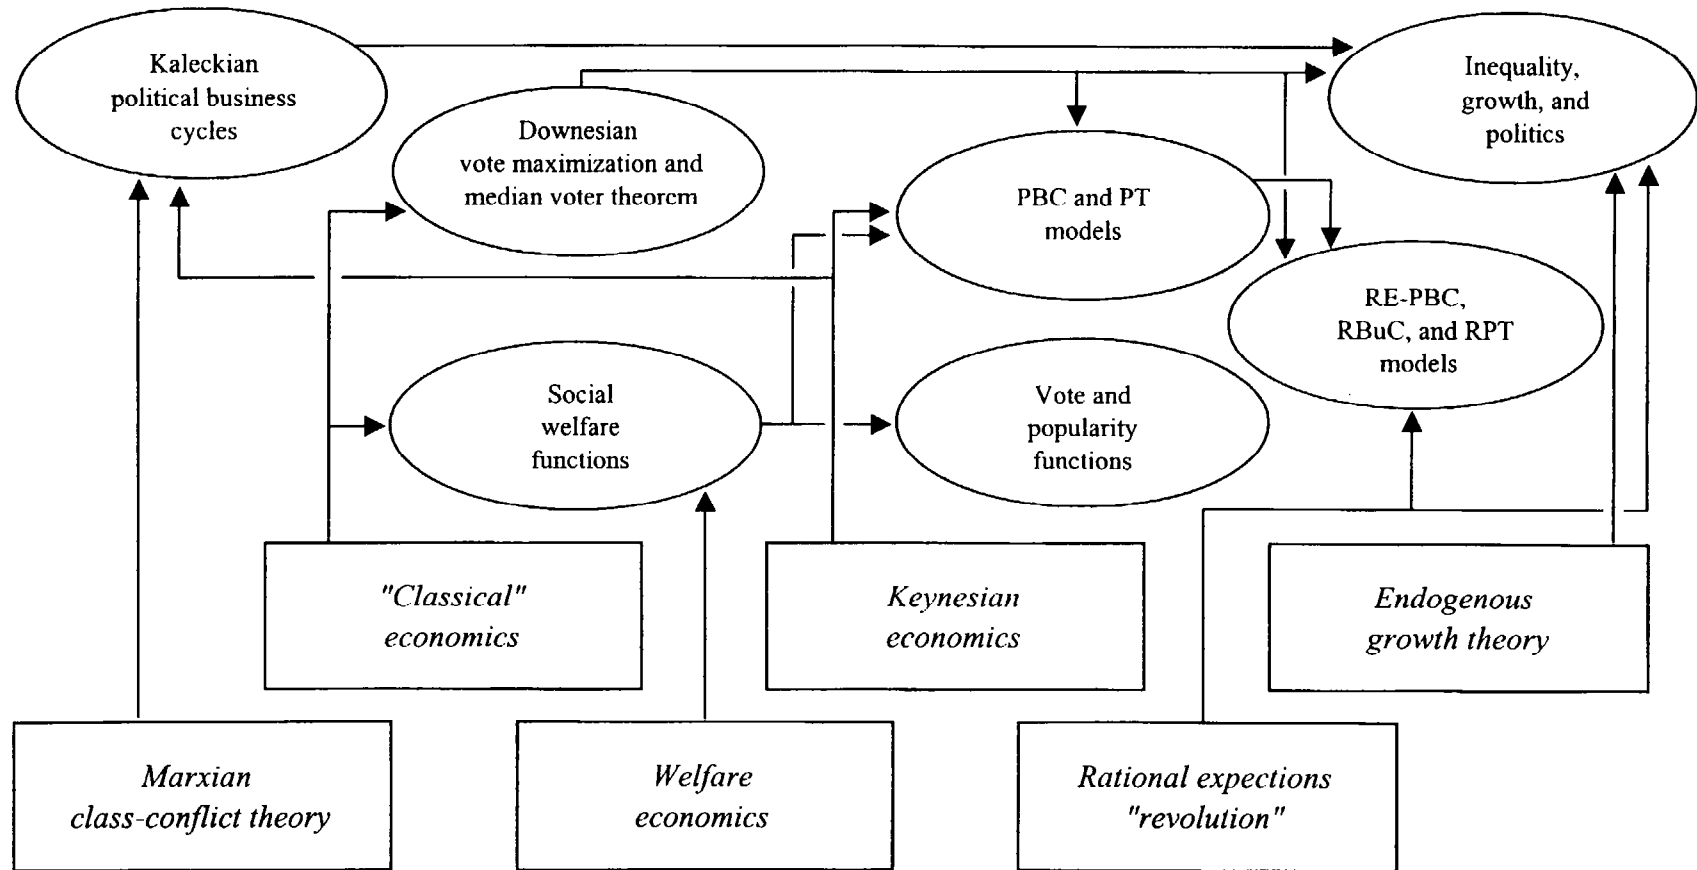 Kaleckian
political business
cycles
Inequality,
growth, and
politics
Downesian
vote maximization and
median voter theorem
PBC and PT
models
RE-PBC,
RBuC, and RPT
models
Social
welfare
functions
Vote and
popularity
functions
"Classical"
economics
Keynesian
economics
Endogenous
growth theory
Marxian
class-conflict theory
Welfare
economics
Rational expections
"revolution"